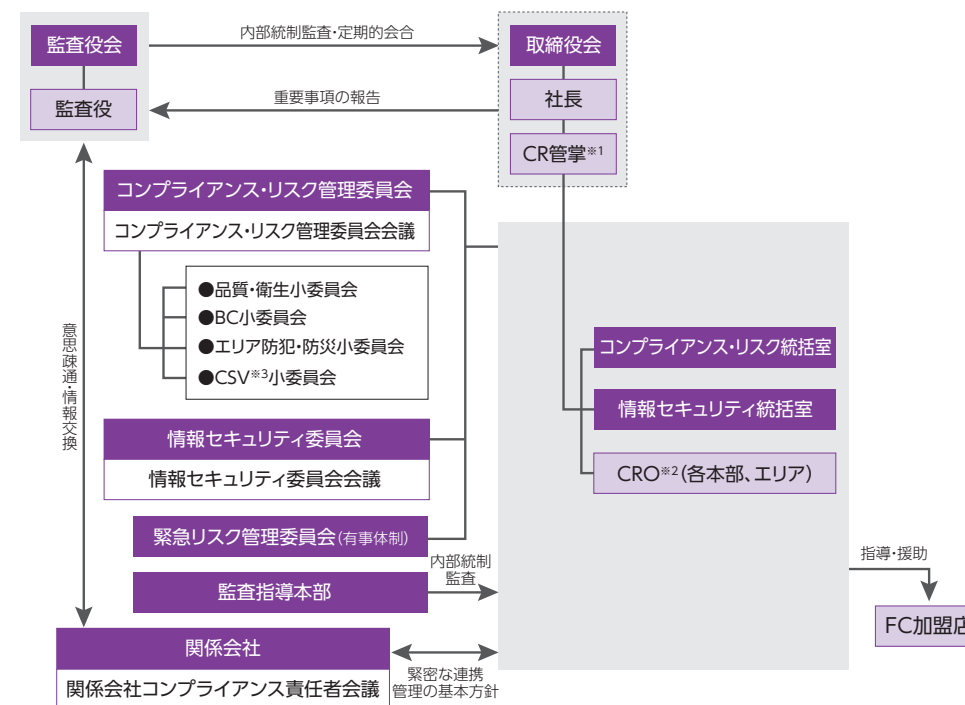 監査役会
監査役
内部統制監査・定期的会合
重要事項の報告
取締役会
社長
CR管掌※1
コンプライアンス・リスク管理委員会
コンプライアンス・リスク管理委員会会議
●品質・衛生小委員会
●BC小委員会
●エリア防犯・防災小委員会
●CSV※3小委員会
意思疎通・情報交換
情報セキュリティ委員会
情報セキュリティ委員会会議
緊急リスク管理委員会(有事体制)
監査指導本部
内部統制
監査
関係会社
関係会社コンプライアンス責任者会議
緊密な連携
管理の基本方針
コンプライアンス・リスク統括室
情報セキュリティ統括室
CRO※2(各本部、エリア)
指導・援助
FC加盟店